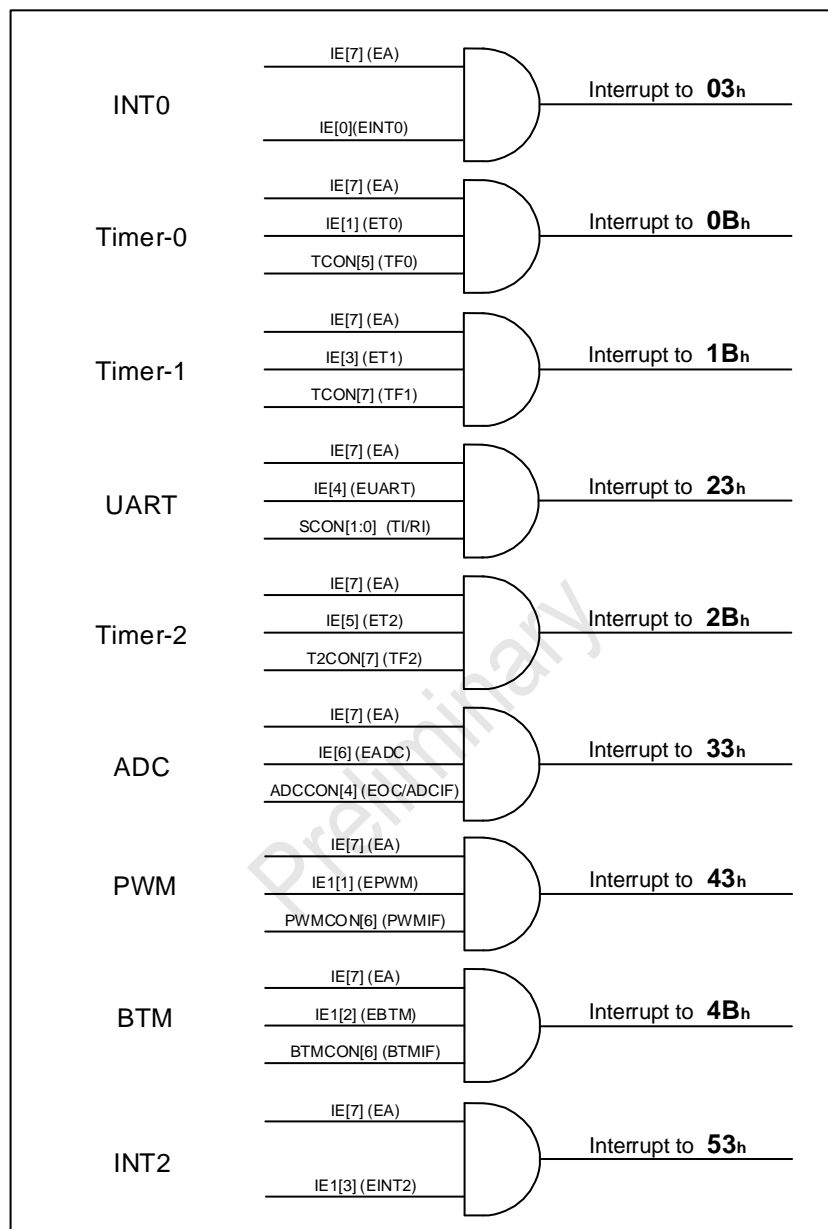 IE[7] (EA)
INT0
Interrupt to 03h
IE[0](EINT0)
IE[7] (EA)
Timer-0
IE[1] (ET0)
Interrupt to 0Bh
TCON[5] (TF0)
IE[7] (EA)
Timer-1
IE[3] (ET1)
Interrupt to 1Bh
TCON[7] (TF1)
IE[7] (EA)
UART
IE[4] (EUART)
Interrupt to 23h
SCON[1:0] (TI/RI)
IE[7] (EA)
Timer-2
IE[5] (ET2)
Interrupt to 2Bh
T2CON[7] (TF2)
IE[7] (EA)
ADC
IE[6] (EADC)
Interrupt to 33h
ADCCON[4] (EOC/ADCIF)
IE[7] (EA)
PWM
IE1[1] (EPWM)
Interrupt to 43h
PWMCON[6] (PWMIF)
IE[7] (EA)
BTM
IE1[2] (EBTM)
Interrupt to 4Bh
BTMCON[6] (BTMIF)
IE[7] (EA)
INT2
Interrupt to 53h
IE1[3] (EINT2)
Preliminary